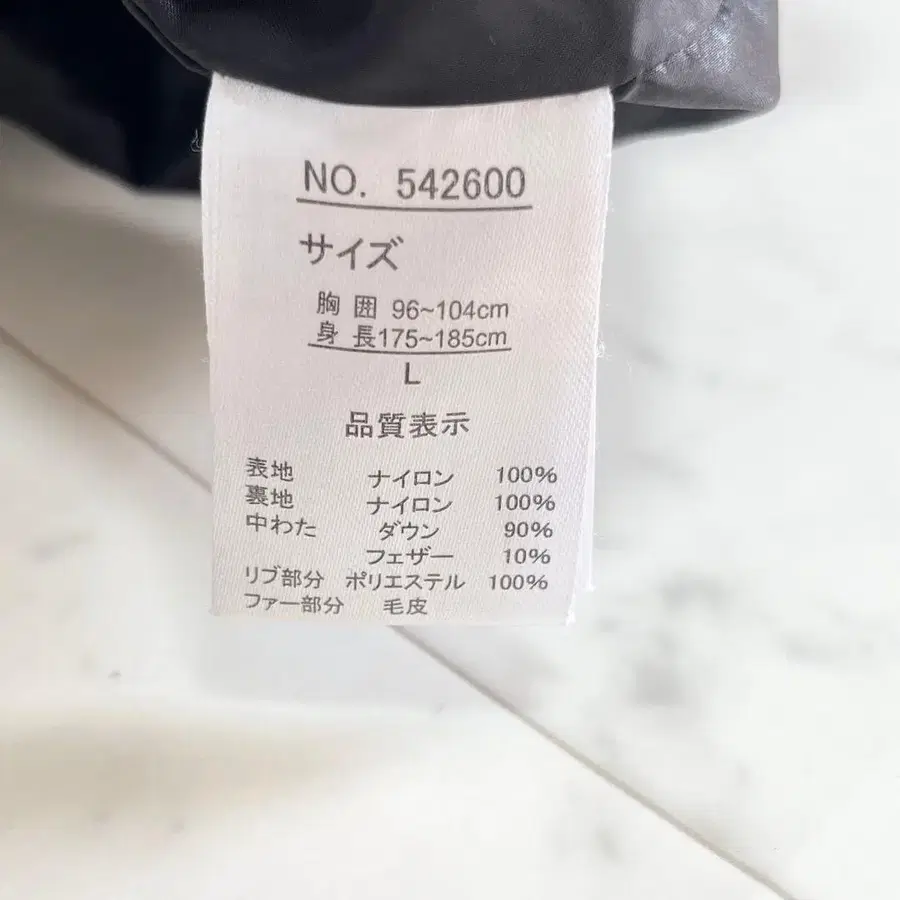 NO. 542600
サイズ
胸 囲 96~104cm
身 長175~185cm
L
品質表示
表地 ナイロン 100%
裏地 ナイロン 100%
中わた ダウン 90%
フェザー 10%
リブ部分 ポリエステル 100%
ファー部分 毛皮